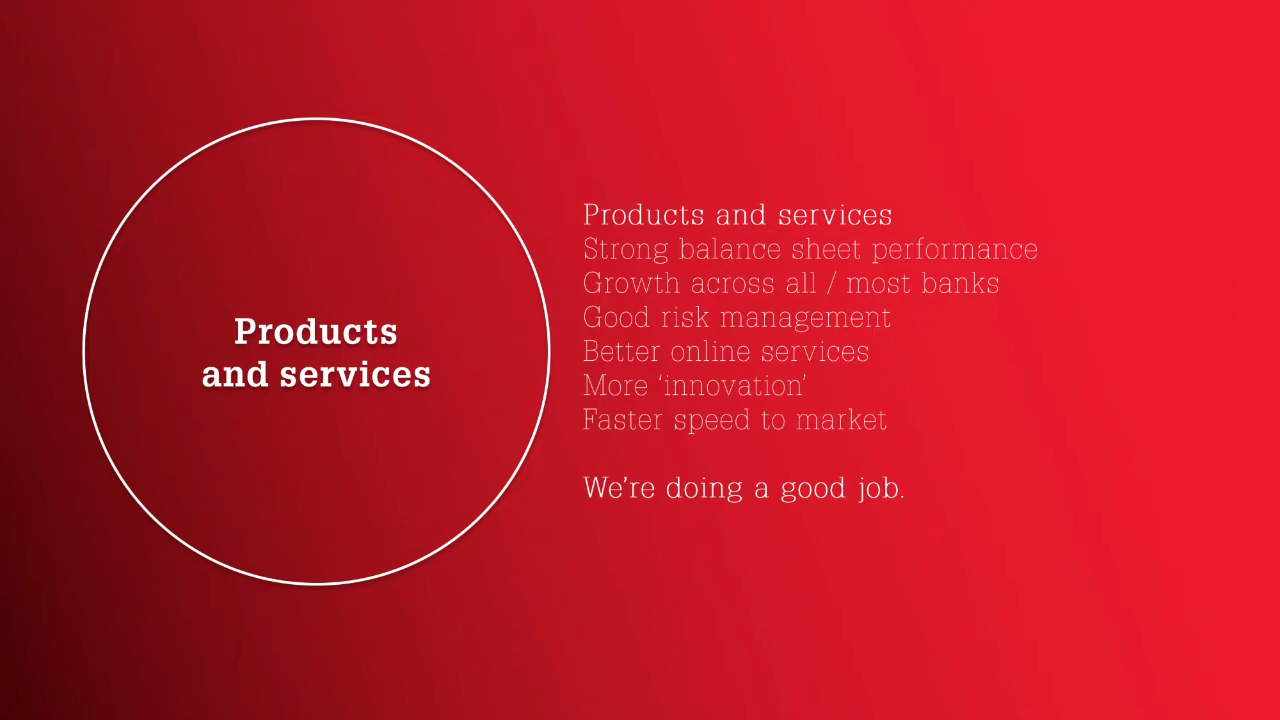 Products
and services
Products and services
Strong balance sheet performance
Growth across all / most banks
Good risk management
Better online services
More ‘innovation’
Faster speed to market
We’re doing a good job.